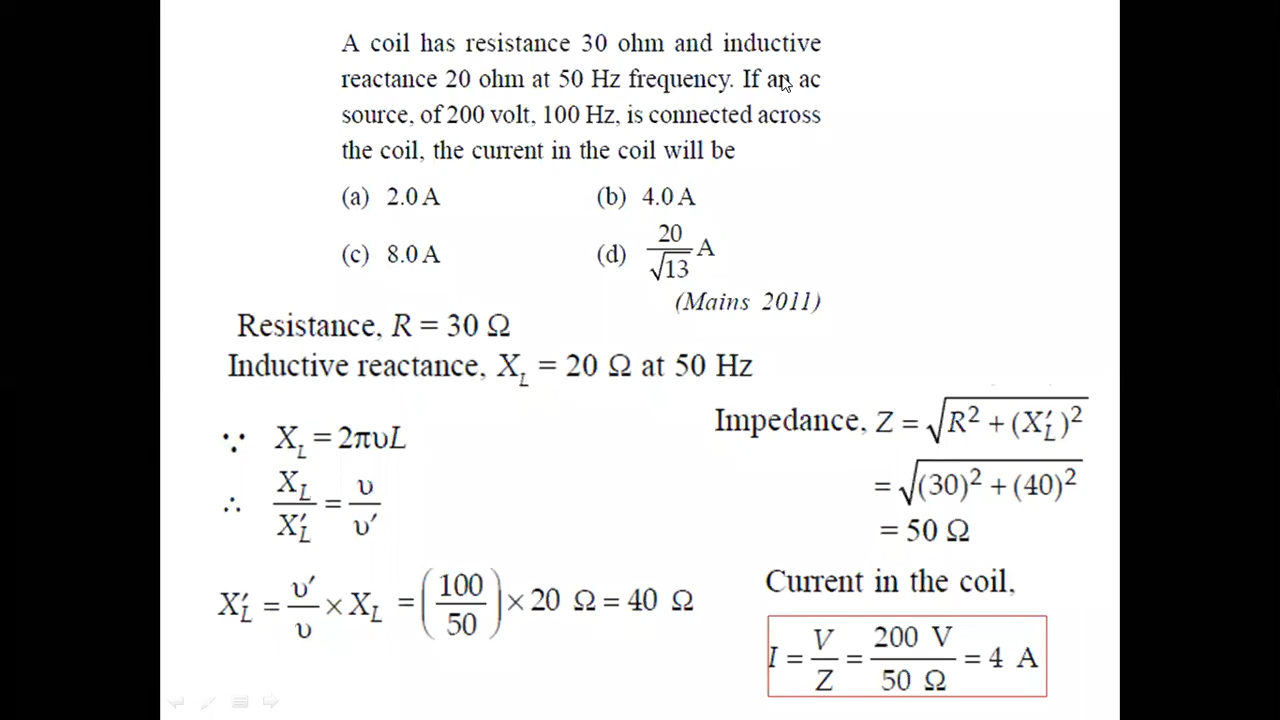 A coil has resistance 30 ohm and inductive
reactance 20 ohm at 50 Hz frequency. If an ac
source, of 200 volt, 100 Hz, is connected across
the coil, the current in the coil will be
(a) 2.0 A (b) 4.0 A
(c) 8.0 A (d) 20/√13 A
(Mains 2011)
Resistance, R = 30 Ω
Inductive reactance, X_L = 20 Ω at 50 Hz
∵ X_L = 2πυL
∴ X_L/X′_L = υ/υ′
X′_L = υ′/υ × X_L = (100/50) × 20 Ω = 40 Ω
Impedance, Z = √(R² + (X′_L)²)
= √((30)² + (40)²)
= 50 Ω
Current in the coil,
I = V/Z = 200 V/50 Ω = 4 A